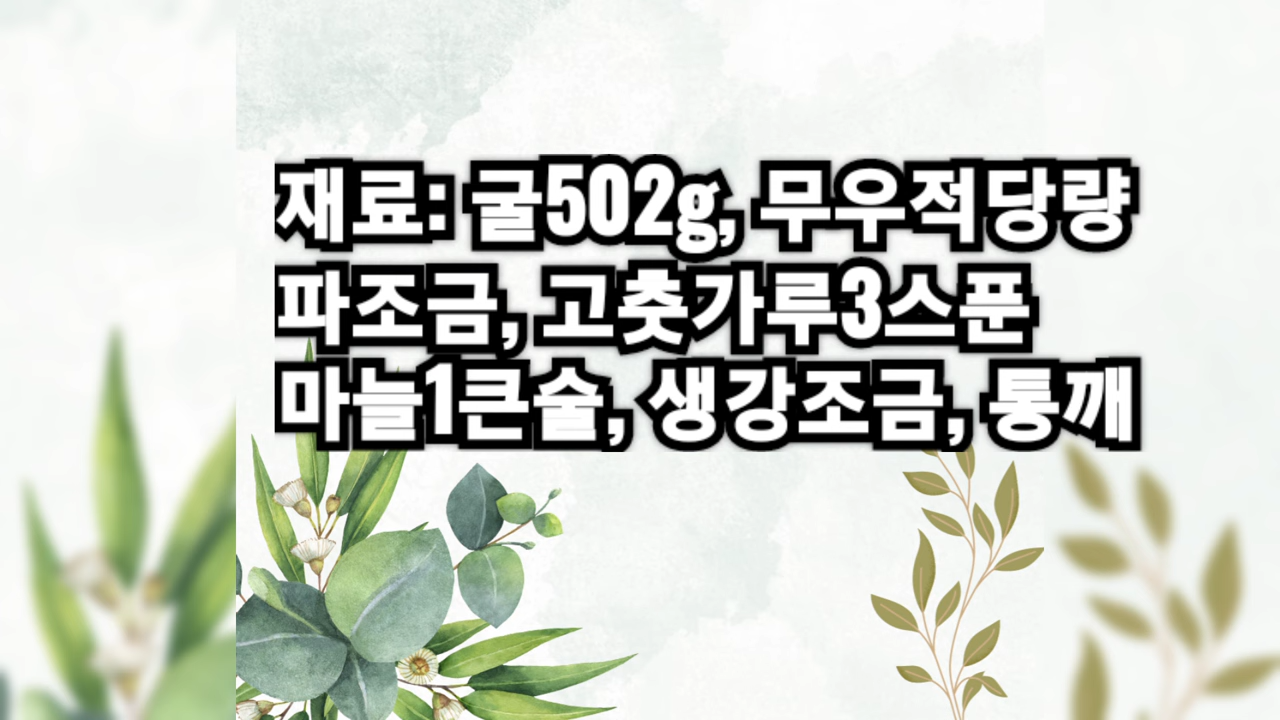 재료: 굴502g, 무우적당량
파조금, 고춧가루3스푼
마늘1큰술, 생강조금, 통깨